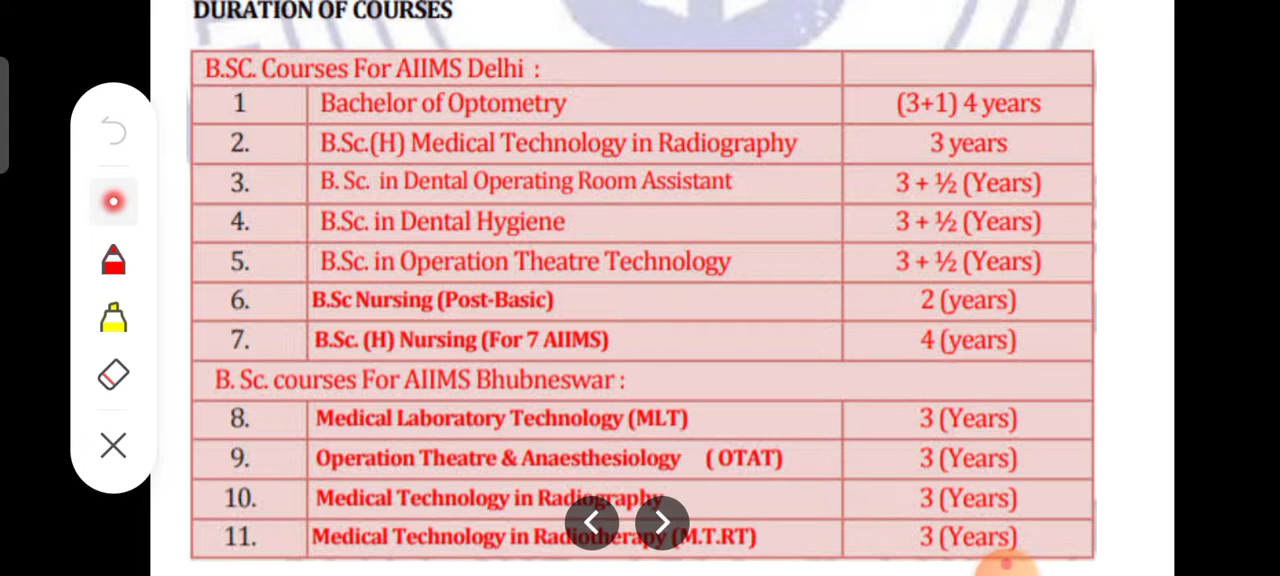 DURATION OF COURSES
B.SC. Courses For AIIMS Delhi :
1 Bachelor of Optometry (3+1) 4 years
2. B.Sc.(H) Medical Technology in Radiography 3 years
3. B. Sc. in Dental Operating Room Assistant 3 + ½ (Years)
4. B.Sc. in Dental Hygiene 3 + ½ (Years)
5. B.Sc. in Operation Theatre Technology 3 + ½ (Years)
6. B.Sc Nursing (Post-Basic) 2 (years)
7. B.Sc. (H) Nursing (For 7 AIIMS) 4 (years)
B. Sc. courses For AIIMS Bhubneswar :
8. Medical Laboratory Technology (MLT) 3 (Years)
9. Operation Theatre & Anaesthesiology ( OTAT) 3 (Years)
10. Medical Technology in Radiography 3 (Years)
11. Medical Technology in Radiotherapy (M.T.RT) 3 (Years)